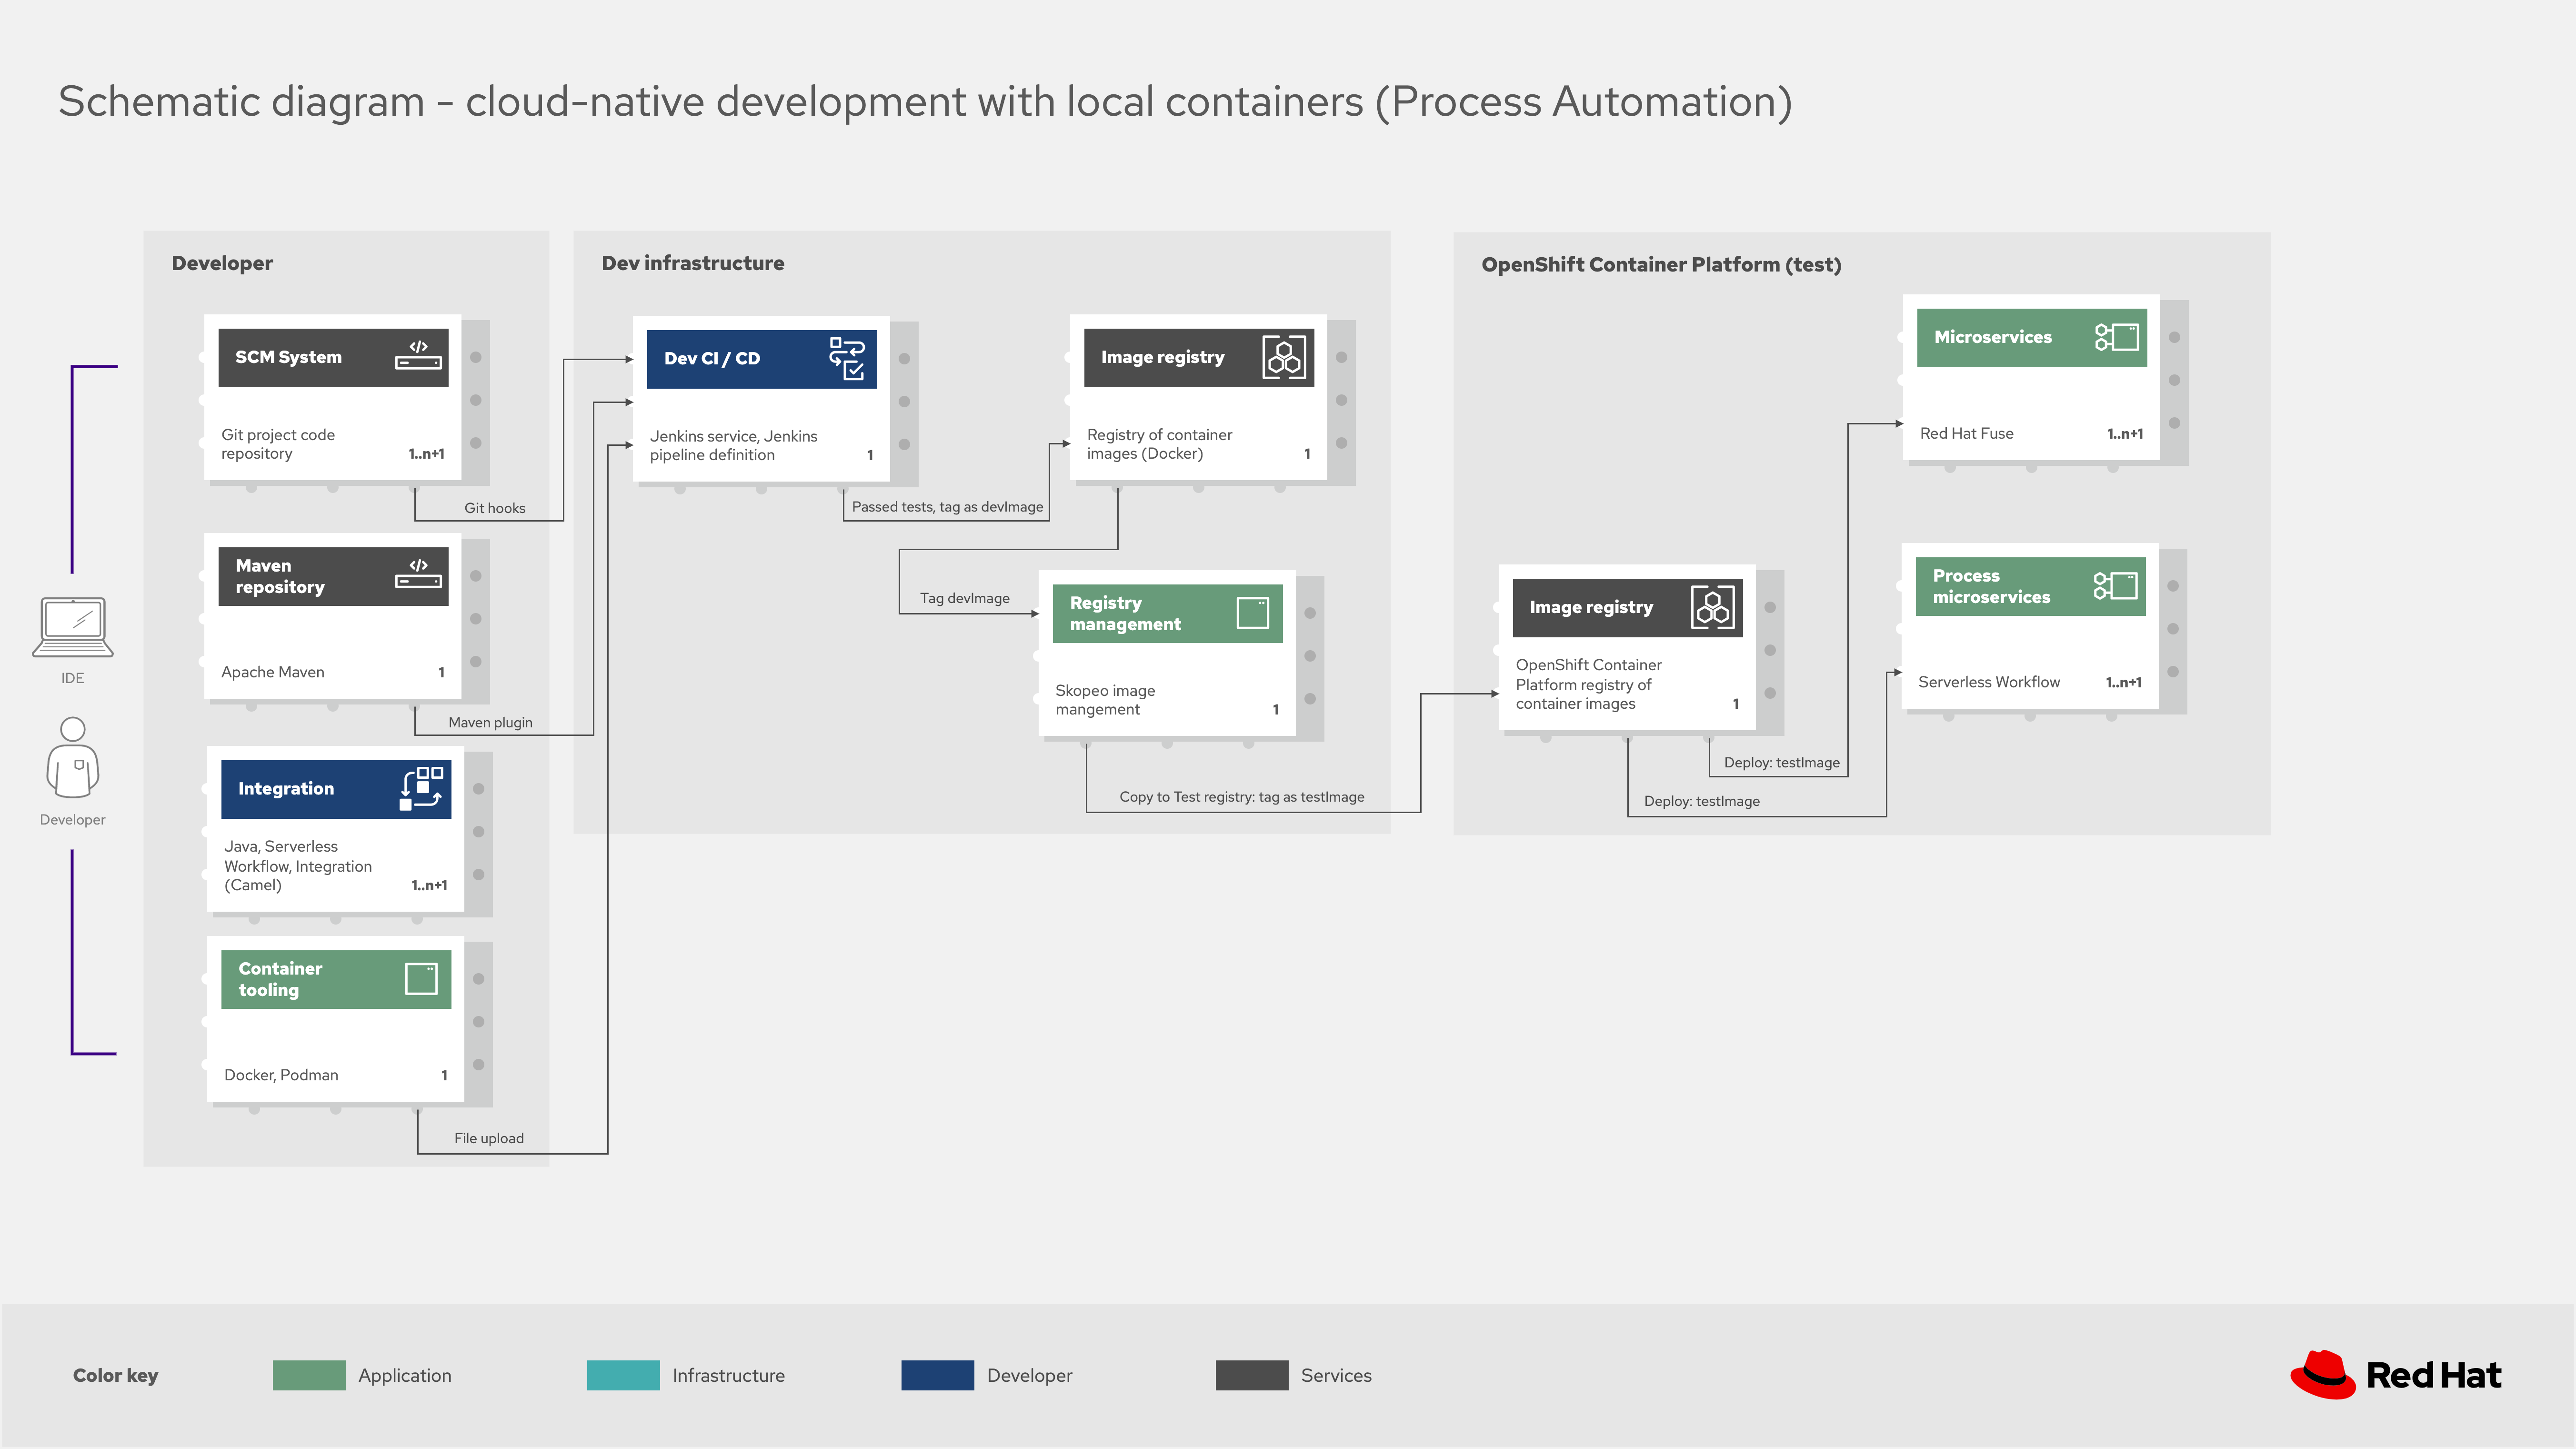 Schematic diagram - cloud-native development with local containers (Process Automation)
Developer
SCM System
Git project code
repository
1..n+1
Git hooks
Maven
repository
Apache Maven
1
Maven plugin
Integration
Java, Serverless
Workflow, Integration
(Camel)
1..n+1
Container
tooling
Docker, Podman
1
File upload
IDE
Developer
Dev infrastructure
Dev CI / CD
Jenkins service, Jenkins
pipeline definition
1
Passed tests, tag as devImage
Image registry
Registry of container
images (Docker)
1
Tag devImage
Registry
management
Skopeo image
mangement
1
Copy to Test registry: tag as testImage
OpenShift Container Platform (test)
Image registry
OpenShift Container
Platform registry of
container images
1
Deploy: testImage
Deploy: testImage
Microservices
Red Hat Fuse
1..n+1
Process
microservices
Serverless Workflow
1..n+1
Color key
Application
Infrastructure
Developer
Services
Red Hat